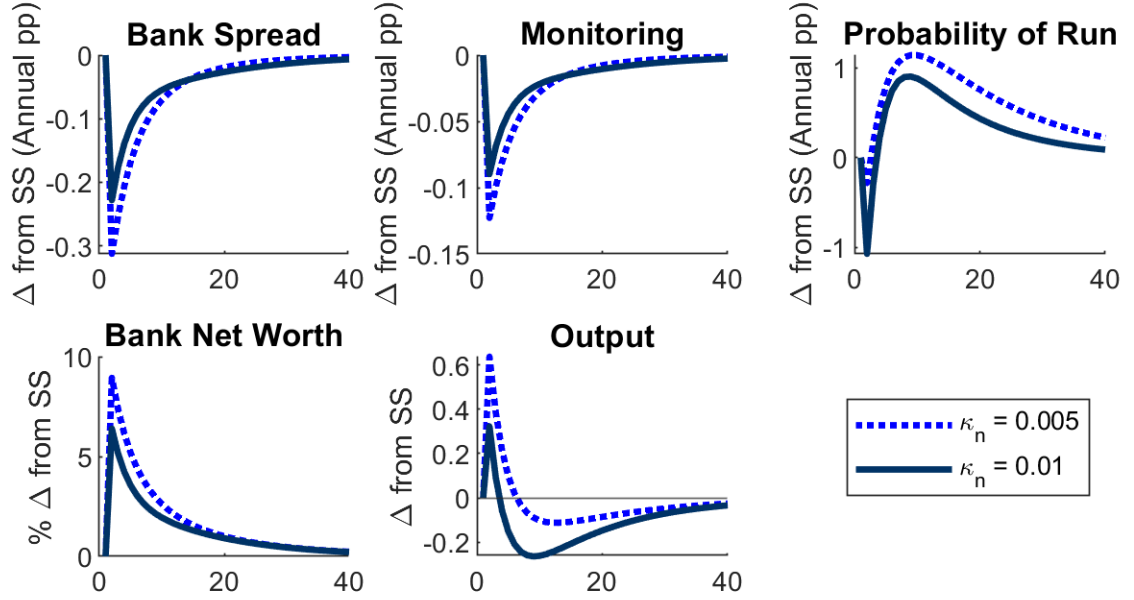 Bank Spread
Δ from SS (Annual pp)
0
-0.1
-0.2
-0.3
0 20 40
Monitoring
Δ from SS (Annual pp)
0
-0.05
-0.1
-0.15
0 20 40
Probability of Run
Δ from SS (Annual pp)
1
0
-1
0 20 40
Bank Net Worth
% Δ from SS
10
5
0
0 20 40
Output
Δ from SS
0.6
0.4
0.2
0
-0.2
0 20 40
κn = 0.005
κn = 0.01